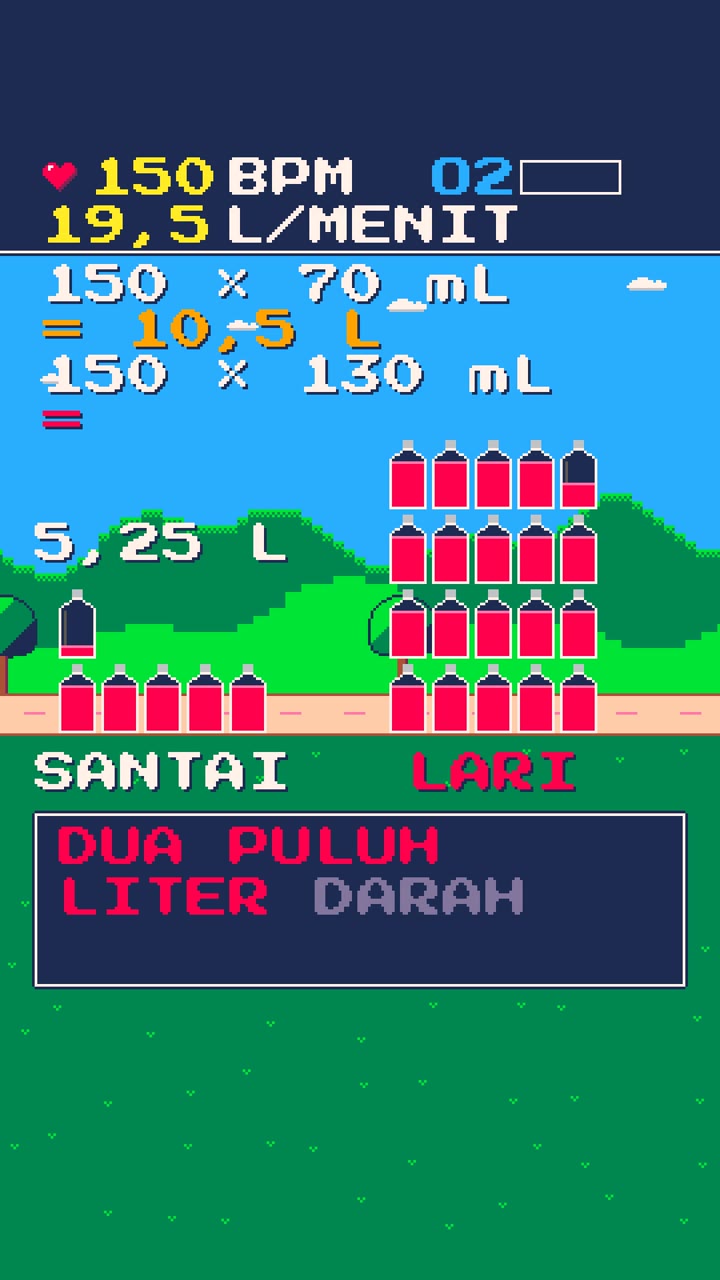 150 BPM O2
19,5 L/MENIT
150 × 70 mL
= 10,5 L
150 × 130 mL
=
5,25 L
SANTAI LARI
DUA PULUH
LITER DARAH